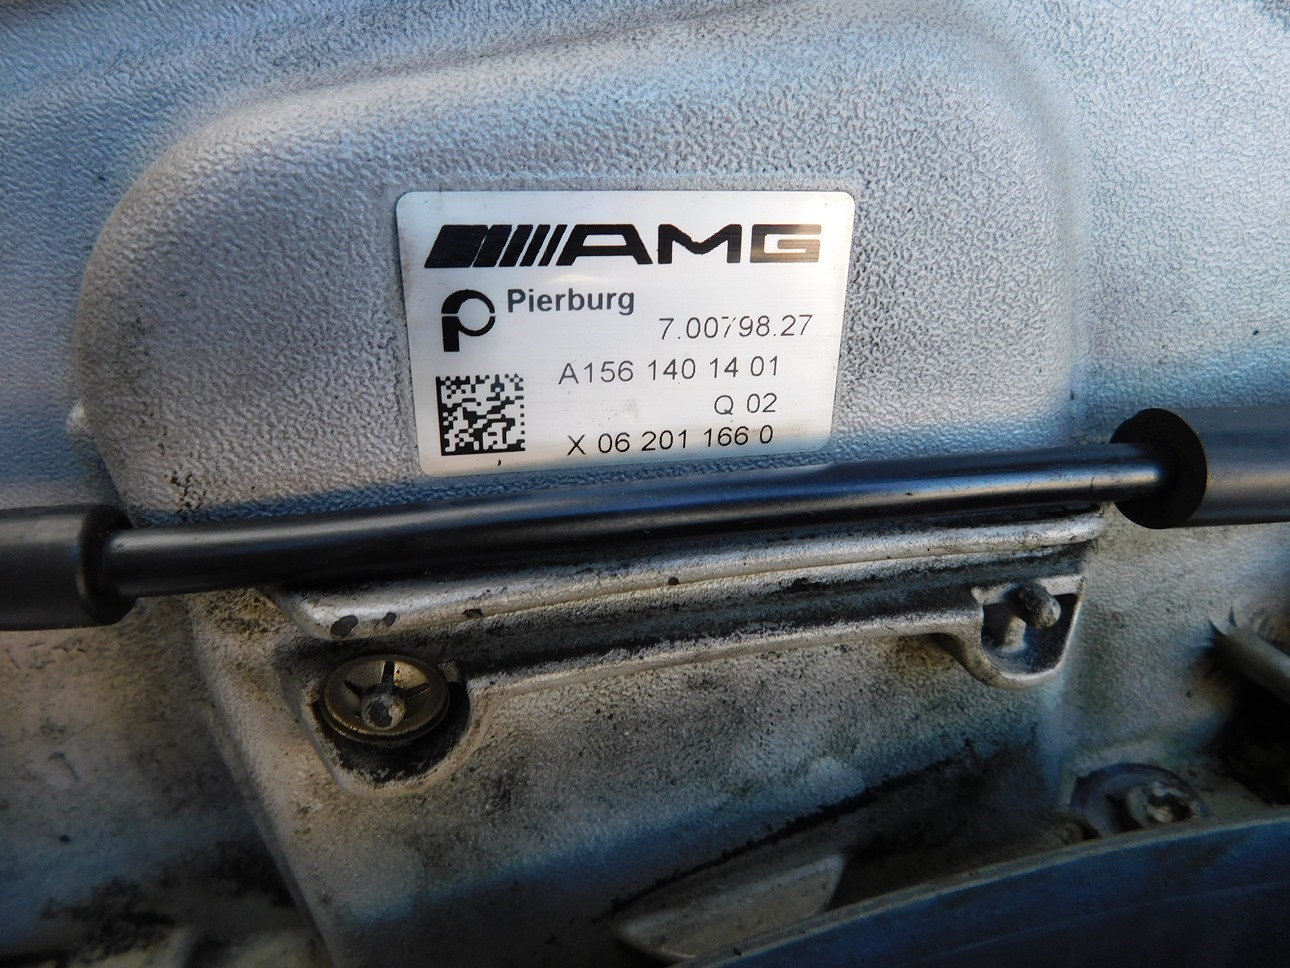 AMG
Pierburg
7.00798.27
A156 140 14 01
Q 02
X 06 201 166 0